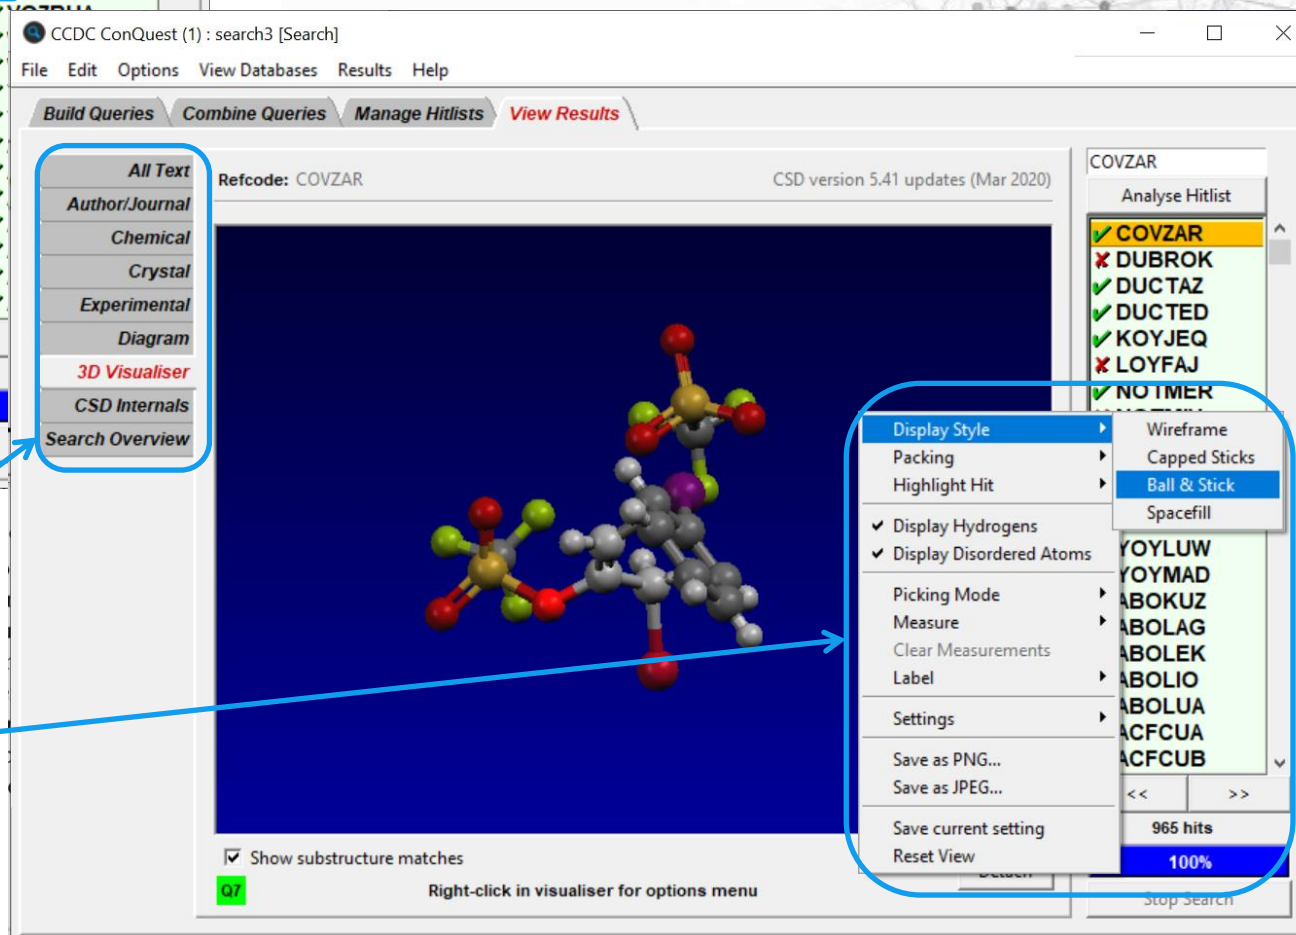 CCDC ConQuest (1) : search3 [Search]
File Edit Options View Databases Results Help
Build Queries Combine Queries Manage Hitlists View Results
All Text
Author/Journal
Chemical
Crystal
Experimental
Diagram
3D Visualiser
CSD Internals
Search Overview
Refcode: COVZAR CSD version 5.41 updates (Mar 2020)
COVZAR
Analyse Hitlist
COVZAR
DUBROK
DUCTAZ
DUCTED
KOYJEQ
LOYFAJ
NOTMER
Display Style
Packing
Highlight Hit
Display Hydrogens
Display Disordered Atoms
Picking Mode
Measure
Clear Measurements
Label
Settings
Save as PNG...
Save as JPEG...
Save current setting
Reset View
Wireframe
Capped Sticks
Ball & Stick
Spacefill
YOYLUW
YOYMAD
ABOKUZ
ABOLAG
ABOLEK
ABOLIO
ABOLUA
ACFCUA
ACFCUB
<< >>
965 hits
100%
Stop Search
Show substructure matches
Q7
Right-click in visualiser for options menu
Detach